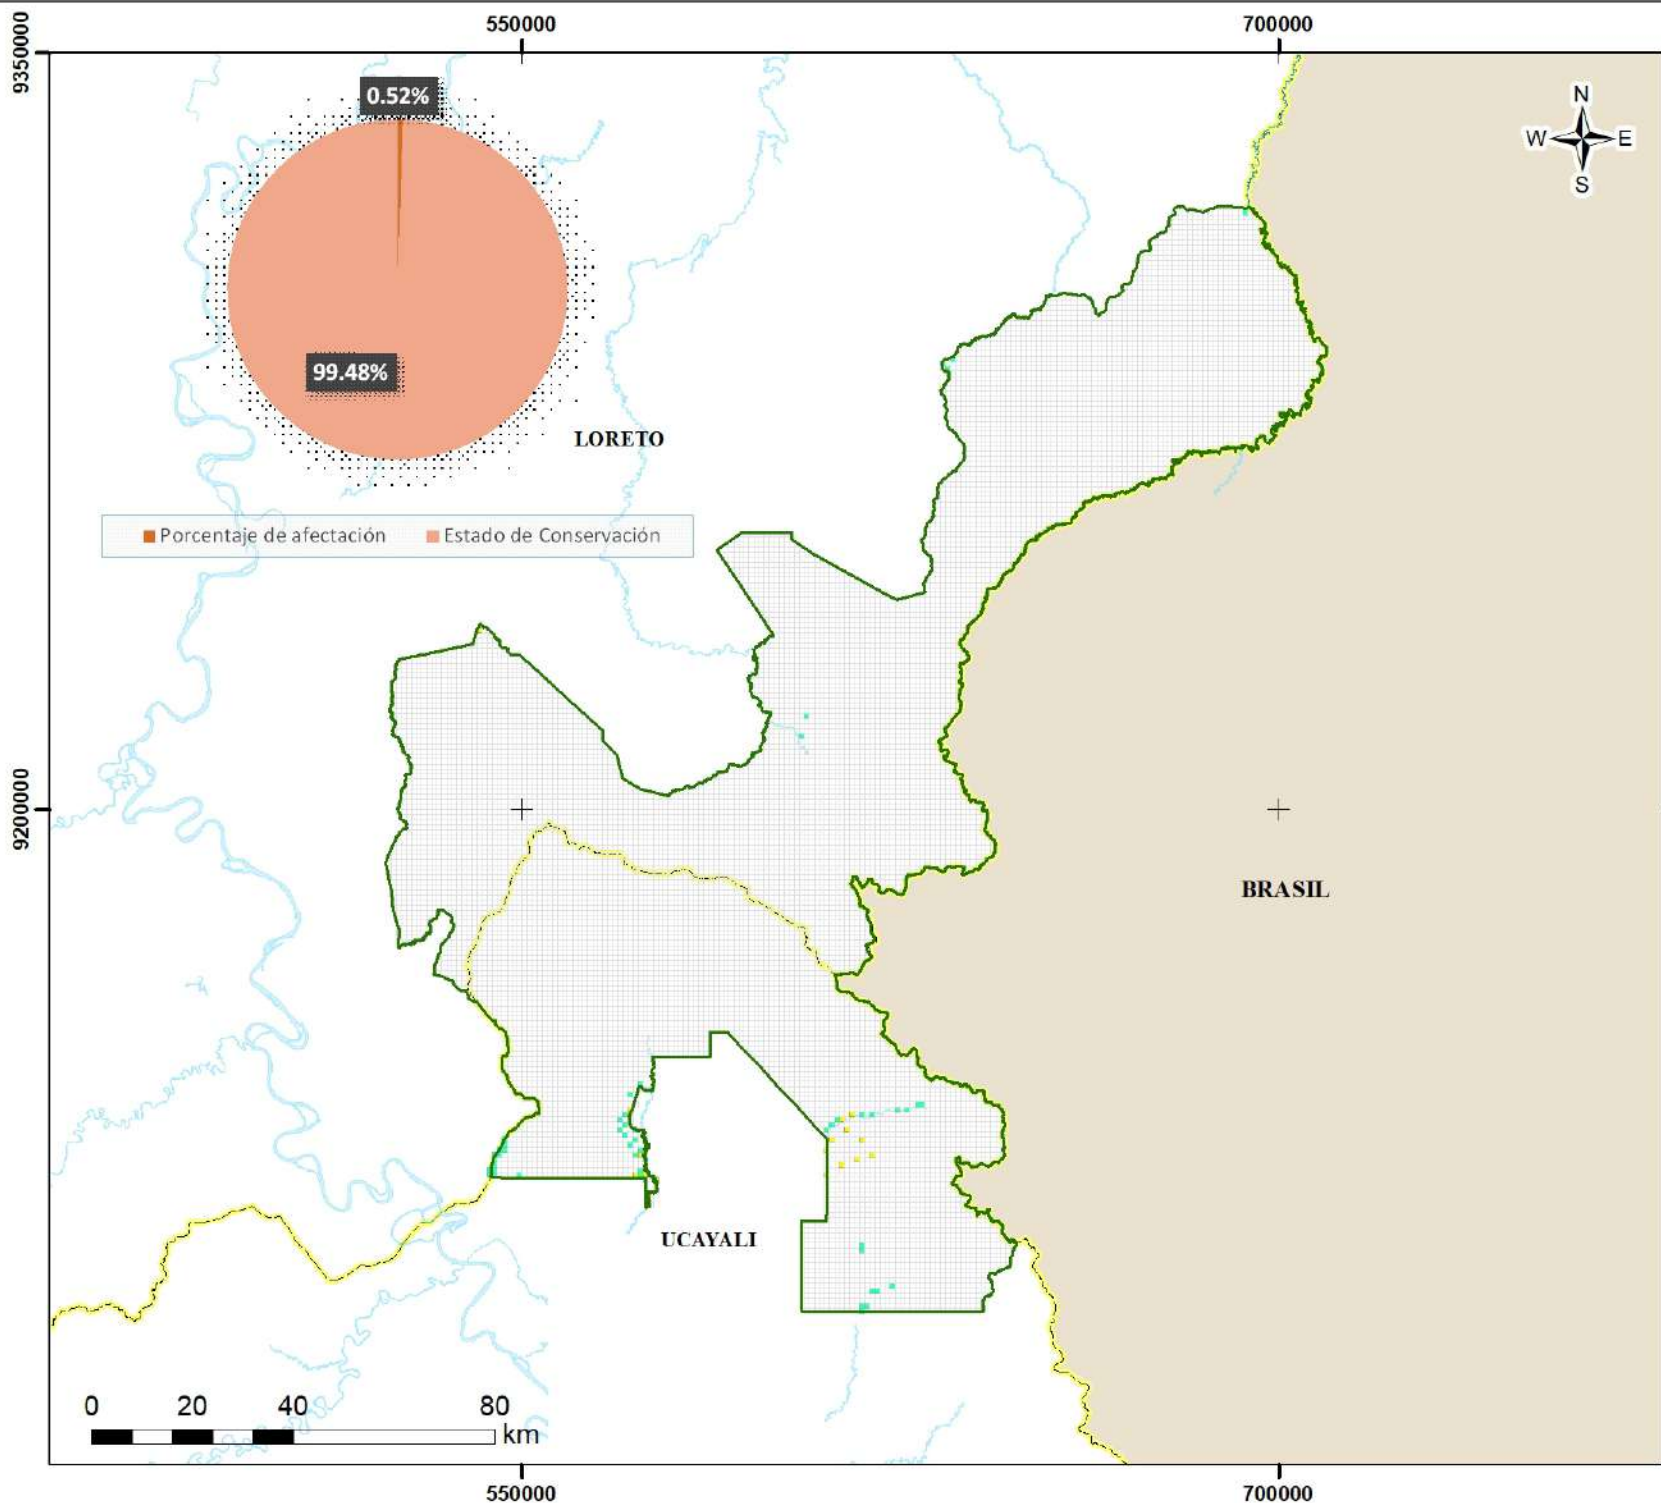 550000 700000
9350000
0.52%
N
W E
S
99.48%
LORETO
Porcentaje de afectación Estado de Conservación
9200000
BRASIL
UCAYALI
0 20 40 80
km
550000 700000